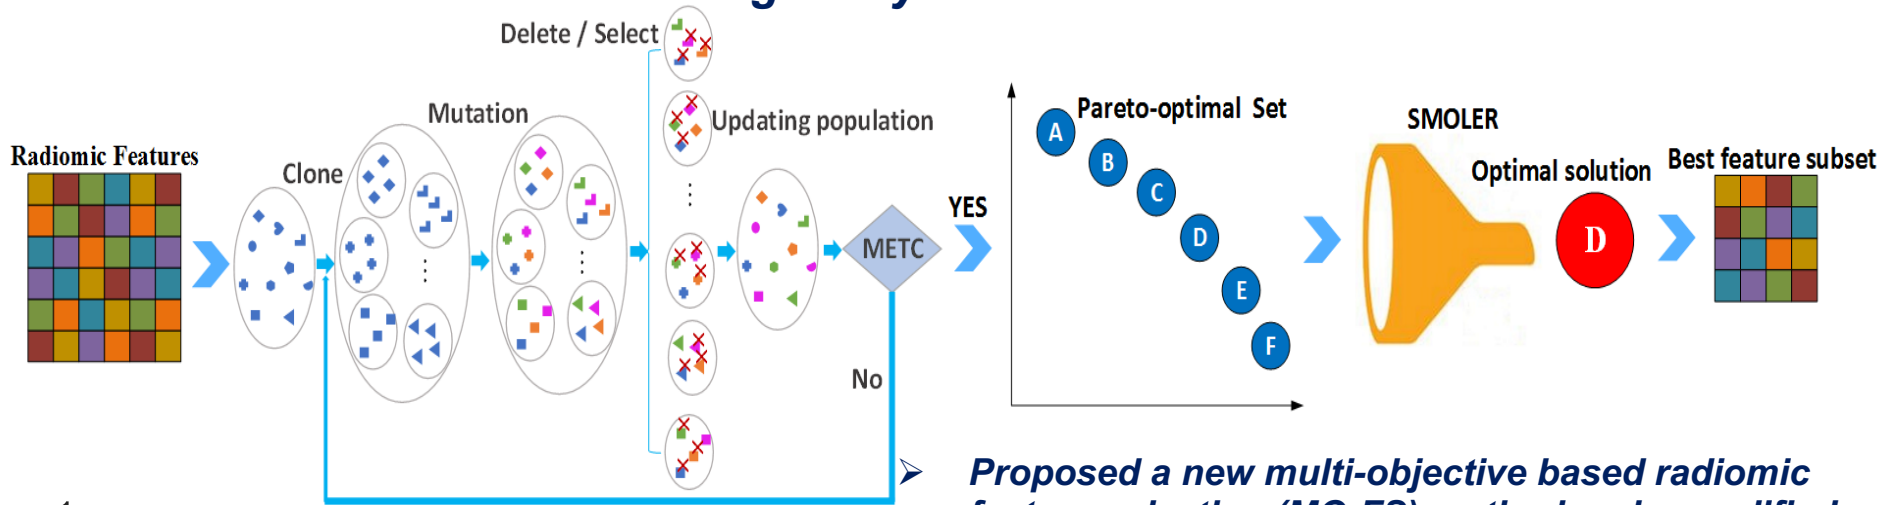 Delete / Select
Mutation
Updating population
Radiomic Features
Clone
METC
YES
No
Pareto-optimal Set
A
B
C
D
E
F
SMOLER
Optimal solution
D
Best feature subset
Proposed a new multi-objective based radiomic